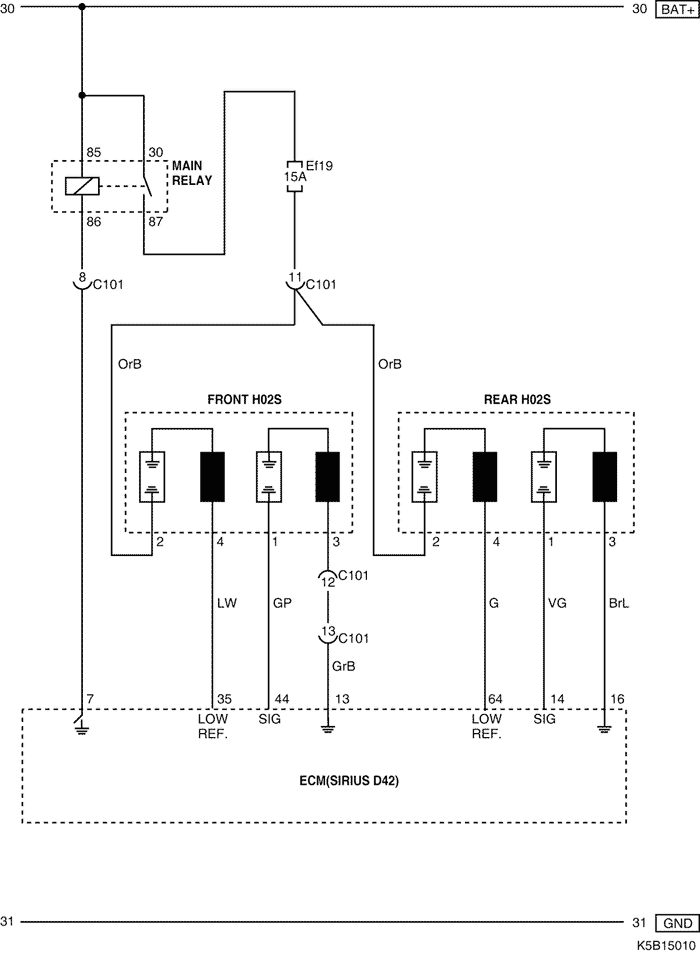 30 30 BAT+
85 30 MAIN
RELAY
Ef19
15A
86 87
8 C101 11 C101
OrB OrB
FRONT H02S REAR H02S
2 4 1 3 2 4 1 3
12 C101
LW GP G VG BrL
13 C101
GrB
7 35 44 13 64 14 16
LOW SIG LOW SIG
REF. REF.
ECM(SIRIUS D42)
31 31 GND
K5B15010